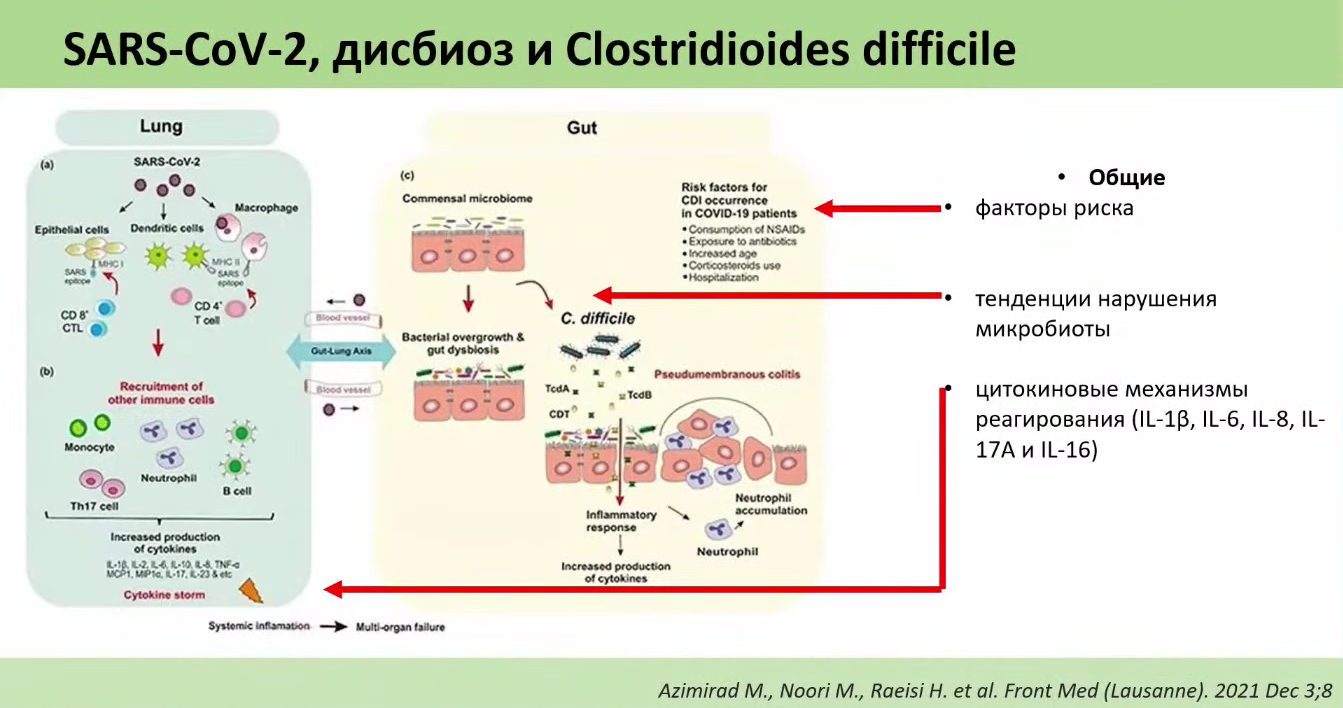 SARS-CoV-2, дисбиоз и Clostridioides difficile
Lung
(a)
SARS-CoV-2
Macrophage
Epithelial cells
Dendritic cells
MHC I
SARS
epitope
MHC II
SARS
epitope
CD 8+
CTL
CD 4+
T cell
(b)
Recruitment of
other immune cells
Monocyte
Neutrophil
B cell
Th17 cell
Increased production
of cytokines
IL-1β, IL-2, IL-6, IL-10, IL-8, TNF-α
MCP1, MIP1α, IL-17, IL-23 & etc
Cytokine storm
Systemic inflamation
Multi-organ failure
Blood vessel
Gut-Lung Axis
Blood vessel
Gut
(c)
Commensal microbiome
Bacterial overgrowth &
gut dysbiosis
Risk factors for
CDI occurrence
in COVID-19 patients
• Consumption of NSAIDs
• Exposure to antibiotics
• Increased age
• Corticosteroids use
• Hospitalization
C. difficile
Pseudumembranous colitis
TcdA
TcdB
CDT
Inflammatory
response
Neutrophil
accumulation
Neutrophil
Increased production
of cytokines
• Общие
• факторы риска
• тенденции нарушения
микробиоты
• цитокиновые механизмы
реагирования (IL-1β, IL-6, IL-8, IL-
17A и IL-16)
Azimirad M., Noori M., Raeisi H. et al. Front Med (Lausanne). 2021 Dec 3;8